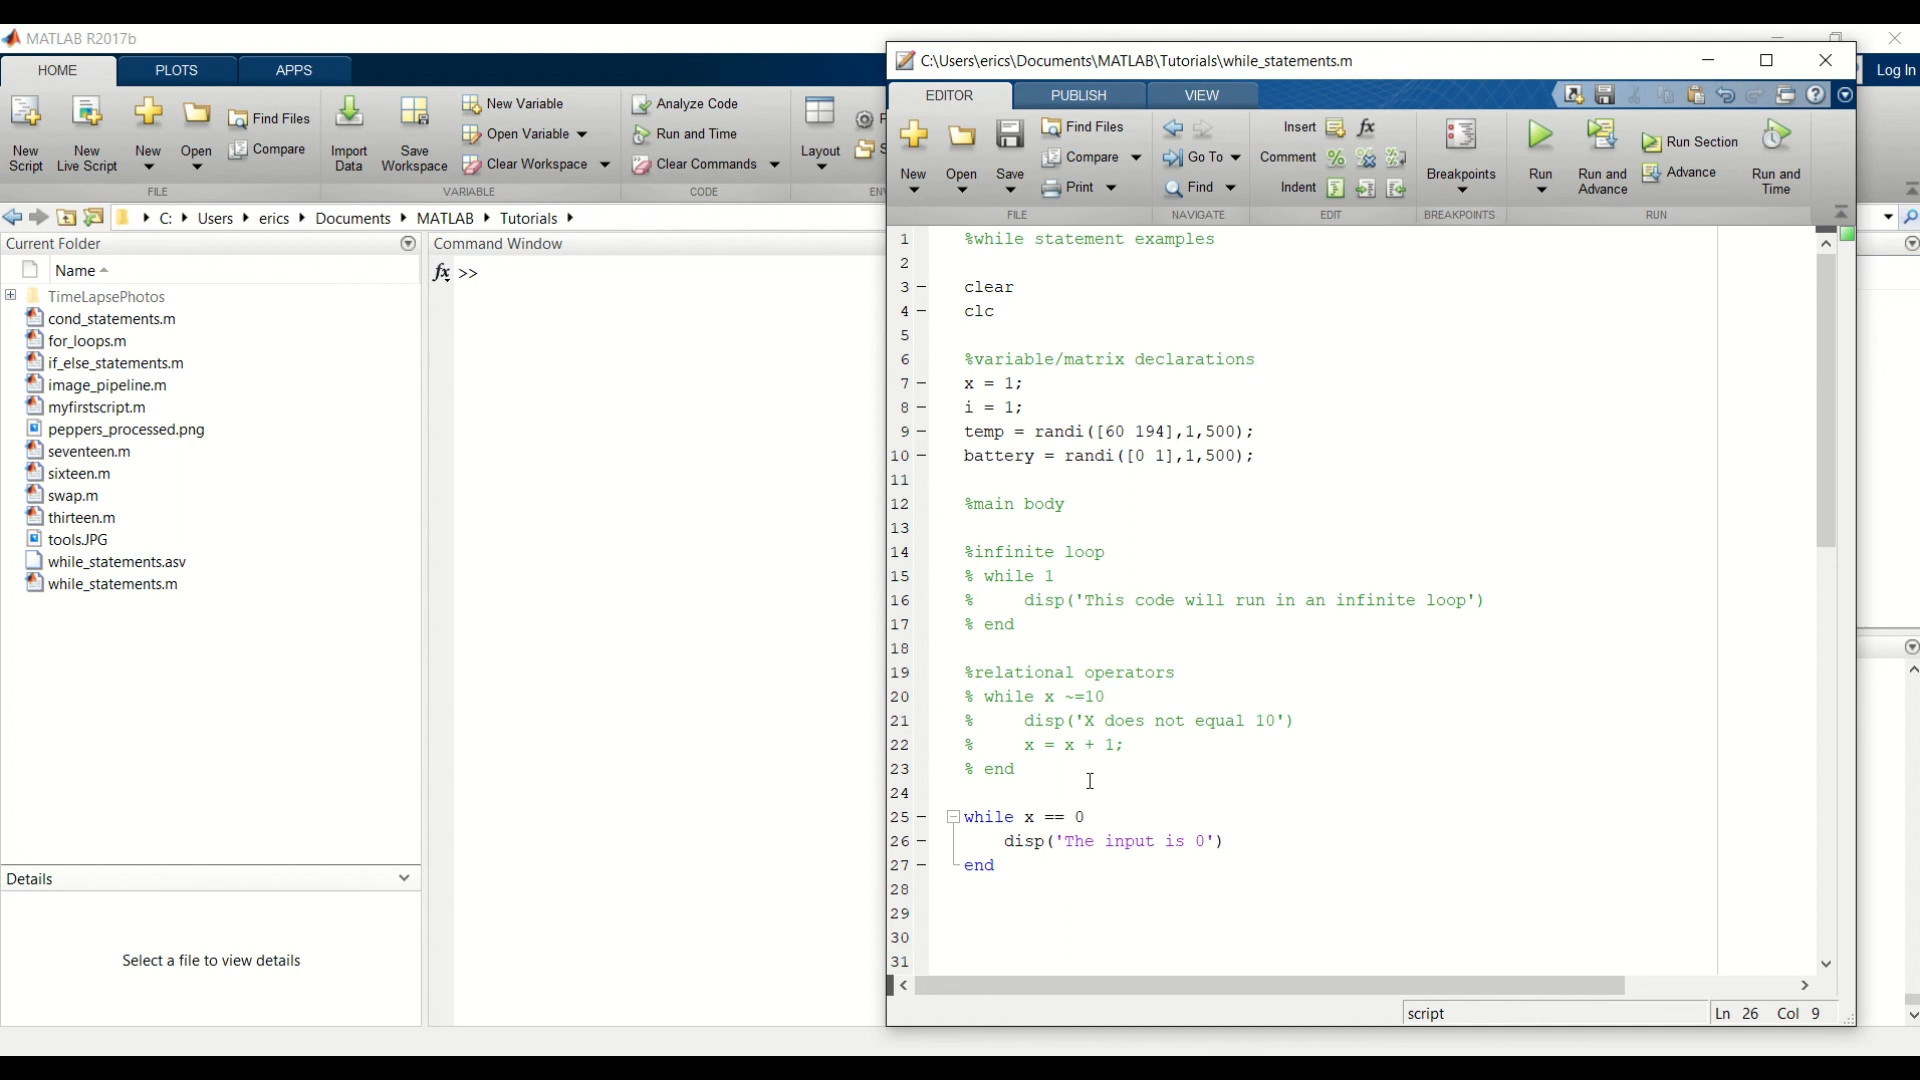 MATLAB R2017b
HOME PLOTS APPS Log In
New Script
New Live Script
New
Open
Find Files
Compare
FILE
Import Data
Save Workspace
New Variable
Open Variable
Clear Workspace
VARIABLE
Analyze Code
Run and Time
Clear Commands
CODE
Layout
C: Users erics Documents MATLAB Tutorials
Current Folder
Name
TimeLapsePhotos
cond_statements.m
for_loops.m
if_else_statements.m
image_pipeline.m
myfirstscript.m
peppers_processed.png
seventeen.m
sixteen.m
swap.m
thirteen.m
tools.JPG
while_statements.asv
while_statements.m
Details
Select a file to view details
Command Window
fx >>
C:\Users\erics\Documents\MATLAB\Tutorials\while_statements.m
EDITOR PUBLISH VIEW
New
Open
Save
Find Files
Compare
Print
FILE
Go To
Find
NAVIGATE
Insert fx
Comment
Indent
EDIT
Breakpoints
BREAKPOINTS
Run
Run and Advance
Run Section
Advance
Run and Time
RUN
1 %while statement examples
2
3 – clear
4 – clc
5
6 %variable/matrix declarations
7 – x = 1;
8 – i = 1;
9 – temp = randi([60 194],1,500);
10 – battery = randi([0 1],1,500);
11
12 %main body
13
14 %infinite loop
15 % while 1
16 %     disp('This code will run in an infinite loop')
17 % end
18
19 %relational operators
20 % while x ~=10
21 %     disp('X does not equal 10')
22 %     x = x + 1;
23 % end
24
25 – while x == 0
26 –     disp('The input is 0')
27 – end
28
29
30
31
script Ln 26 Col 9